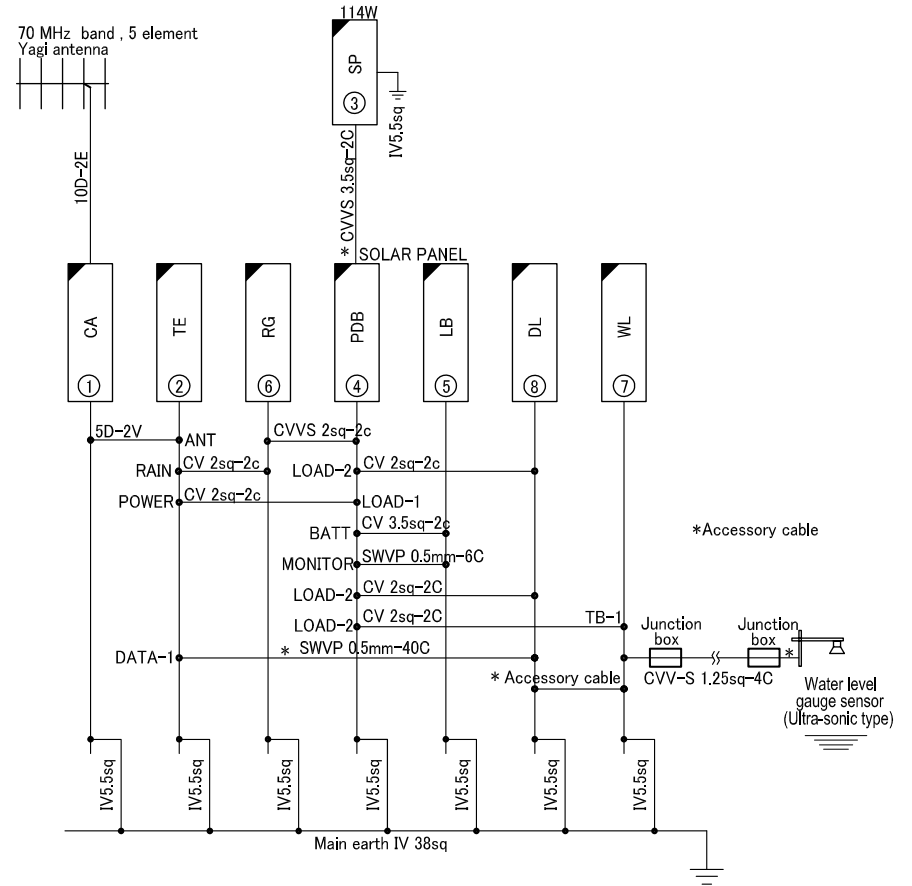 114W
70 MHz band , 5 element
Yagi antenna
SP
3
IV5.5sq
10D-2E
* CVVS 3.5sq-2C
SOLAR PANEL
CA
TE
RG
PDB
LB
DL
WL
1
2
6
4
5
8
7
5D-2V
ANT
CVVS 2sq-2c
RAIN
CV 2sq-2c
LOAD-2
CV 2sq-2c
POWER
CV 2sq-2c
LOAD-1
BATT
CV 3.5sq-2c
*Accessory cable
MONITOR
SWVP 0.5mm-6C
LOAD-2
CV 2sq-2C
LOAD-2
CV 2sq-2C
TB-1
Junction
box
Junction
box
DATA-1
* SWVP 0.5mm-40C
*
* Accessory cable
CVV-S 1.25sq-4C
Water level
gauge sensor
(Ultra-sonic type)
IV5.5sq
IV5.5sq
IV5.5sq
IV5.5sq
IV5.5sq
IV5.5sq
IV5.5sq
Main earth IV 38sq